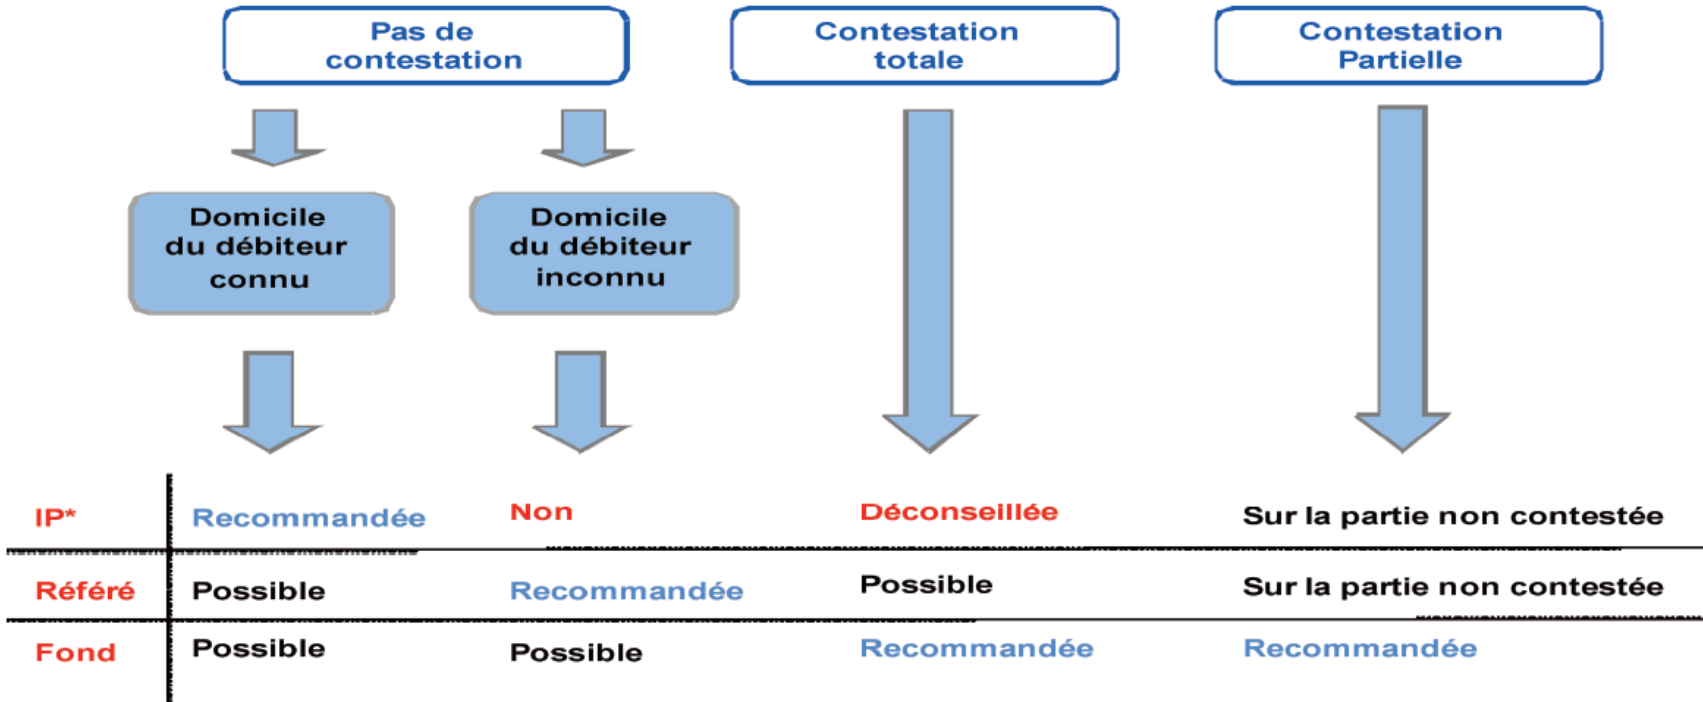 Pas de
contestation
Contestation
totale
Contestation
Partielle
Domicile
du débiteur
connu
Domicile
du débiteur
inconnu
IP* Recommandée Non Déconseillée Sur la partie non contestée
Référé Possible Recommandée Possible Sur la partie non contestée
Fond Possible Possible Recommandée Recommandée